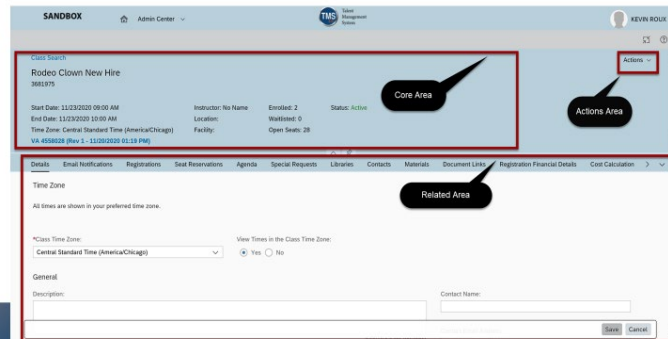 SANDBOX
Admin Center
TMS
Talent
Management
System
KEVIN ROUX
Class Search
Actions
Rodeo Clown New Hire
3681975
Core Area
Actions Area
Start Date: 11/23/2020 09:00 AM Instructor: No Name Enrolled: 2 Status: Active
End Date: 11/23/2020 10:00 AM Location: Waitlisted: 0
Time Zone: Central Standard Time (America/Chicago) Facility: Open Seats: 28
VA 4558028 (Rev 1 - 11/20/2020 01:19 PM)
Details Email Notifications Registrations Seat Reservations Agenda Special Requests Libraries Contacts Materials Document Links Registration Financial Details Cost Calculation
Related Area
Time Zone
All times are shown in your preferred time zone.
*Class Time Zone: View Times in the Class Time Zone:
Central Standard Time (America/Chicago) Yes No
General
Description: Contact Name:
Save Cancel